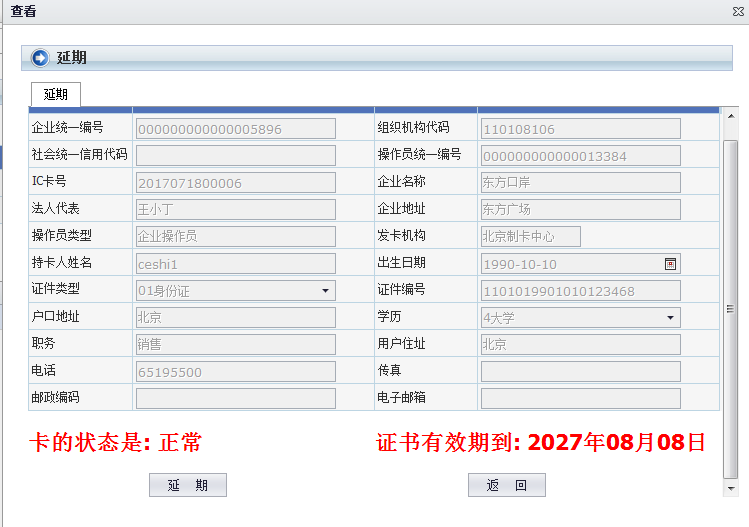 查看
延期
延期
企业统一编号 000000000000005896 组织机构代码 110108106
社会统一信用代码 操作员统一编号 000000000000013384
IC卡号 2017071800006 企业名称 东方口岸
法人代表 王小丁 企业地址 东方广场
操作员类型 企业操作员 发卡机构 北京制卡中心
持卡人姓名 ceshi1 出生日期 1990-10-10
证件类型 01身份证 证件编号 1101019901010123468
户口地址 北京 学历 4大学
职务 销售 用户住址 北京
电话 65195500 传真
邮政编码 电子邮箱
卡的状态是: 正常 证书有效期到: 2027年08月08日
延 期 返 回